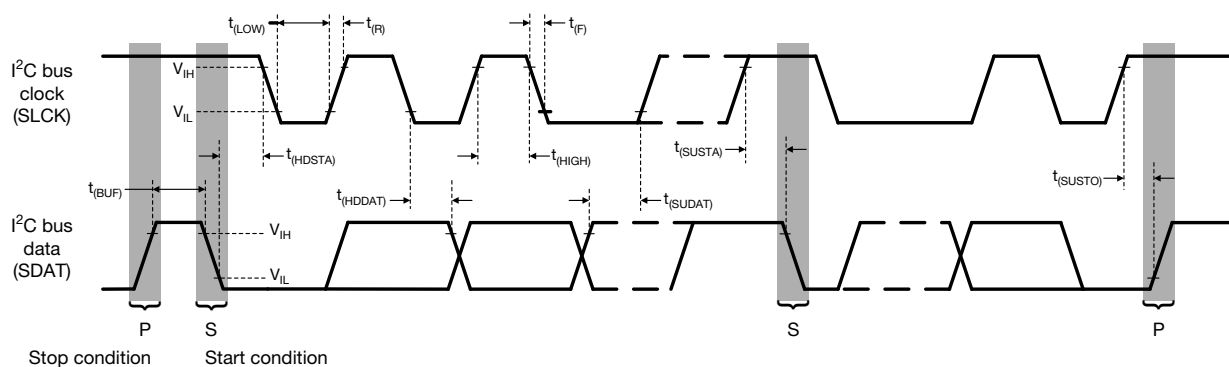 t(LOW)
t(R)
t(F)
I²C bus
clock
(SLCK)
VIH
VIL
t(HDSTA)
t(HIGH)
t(SUSTA)
t(BUF)
t(HDDAT)
t(SUDAT)
t(SUSTO)
I²C bus
data
(SDAT)
VIH
VIL
P
S
S
P
Stop condition
Start condition